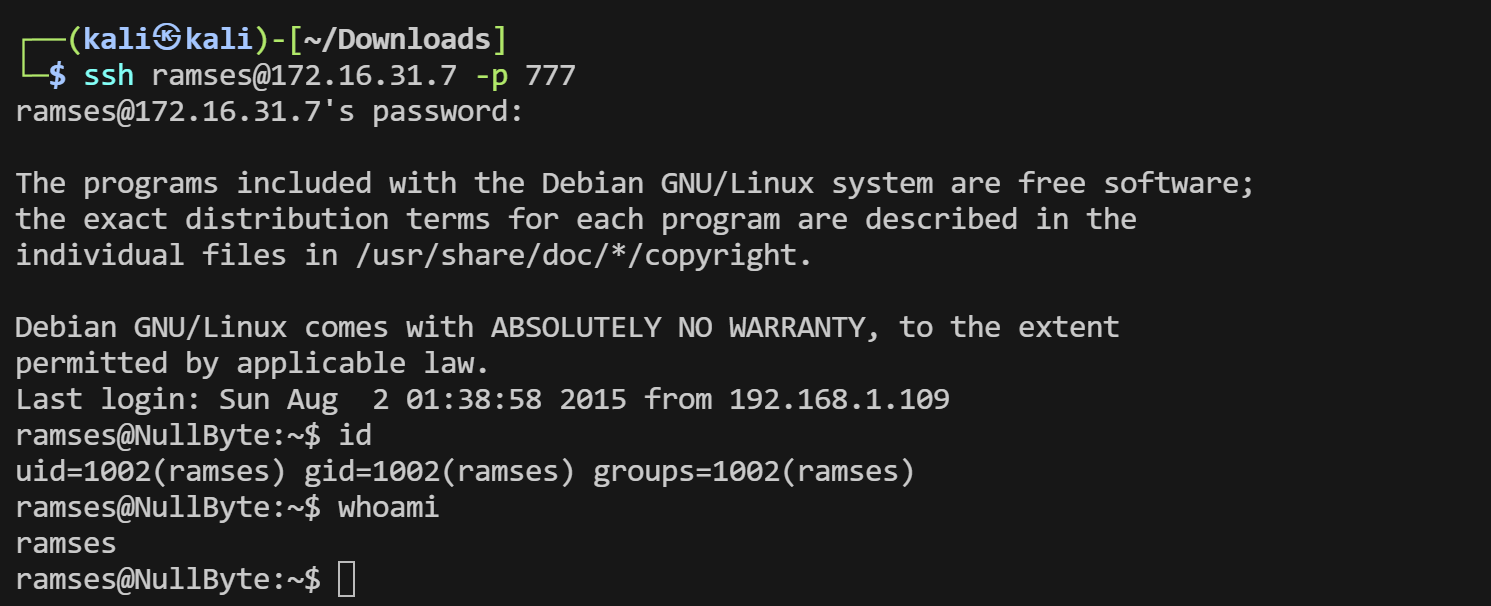 ┌──(kali㉿kali)-[~/Downloads]
└─$ ssh ramses@172.16.31.7 -p 777
ramses@172.16.31.7's password:
The programs included with the Debian GNU/Linux system are free software;
the exact distribution terms for each program are described in the
individual files in /usr/share/doc/*/copyright.
Debian GNU/Linux comes with ABSOLUTELY NO WARRANTY, to the extent
permitted by applicable law.
Last login: Sun Aug  2 01:38:58 2015 from 192.168.1.109
ramses@NullByte:~$ id
uid=1002(ramses) gid=1002(ramses) groups=1002(ramses)
ramses@NullByte:~$ whoami
ramses
ramses@NullByte:~$